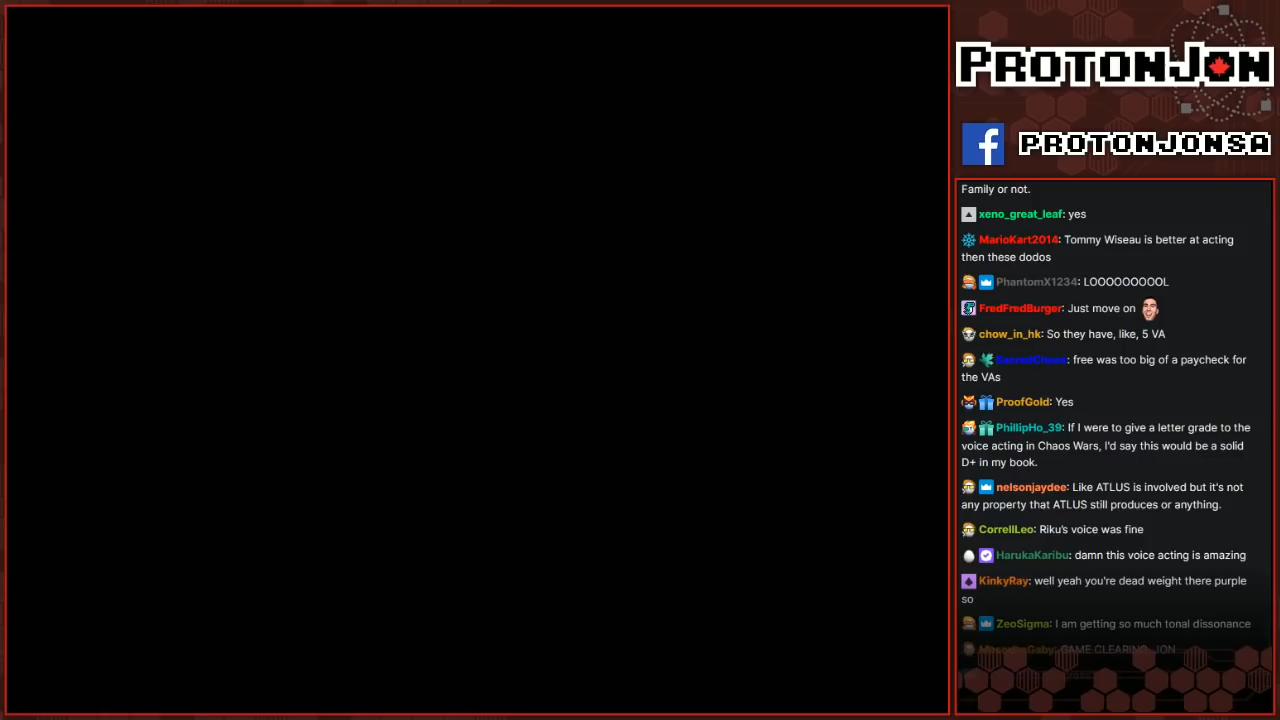 PROTONJON
PROTONJONSA
Family or not.
xeno_great_leaf: yes
MarioKart2014: Tommy Wiseau is better at acting
then these dodos
PhantomX1234: LOOOOOOOOOL
FredFredBurger: Just move on
chow_in_hk: So they have, like, 5 VA
SacredChaos: free was too big of a paycheck for
the VAs
ProofGold: Yes
PhillipHo_39: If I were to give a letter grade to the
voice acting in Chaos Wars, I'd say this would be a solid
D+ in my book.
nelsonjaydee: Like ATLUS is involved but it's not
any property that ATLUS still produces or anything.
CorrellLeo: Riku's voice was fine
HarukaKaribu: damn this voice acting is amazing
KinkyRay: well yeah you're dead weight there purple
so
ZeoSigma: I am getting so much tonal dissonance
GAME CLEARING, JON